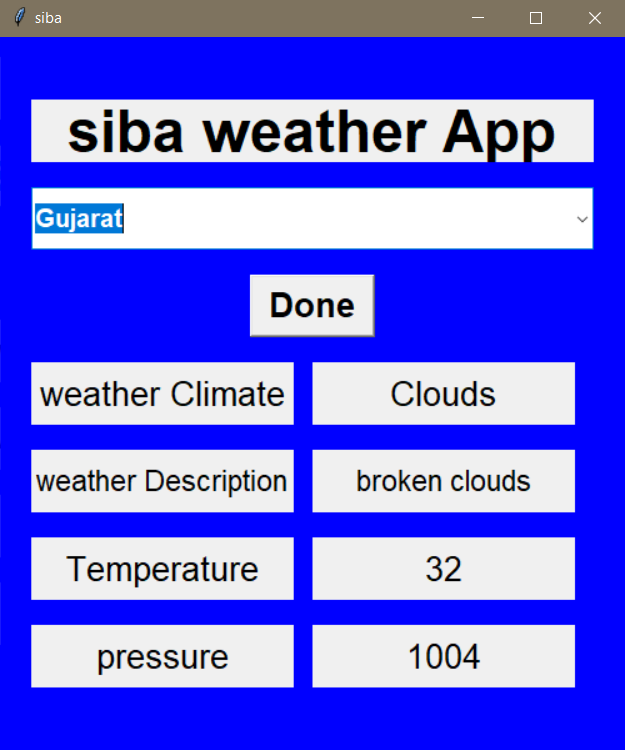 siba
siba weather App
Gujarat
Done
weather Climate Clouds
weather Description broken clouds
Temperature 32
pressure 1004